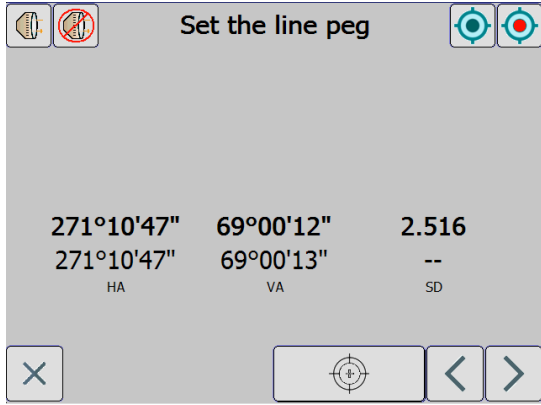 Set the line peg
271°10'47" 69°00'12" 2.516
271°10'47" 69°00'13" --
HA VA SD